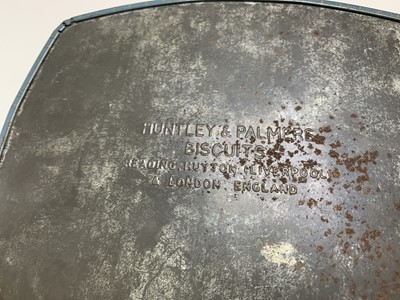 HUNTLEY & PALMERS
BISCUITS
READING HUYTON (LIVERPOOL)
& LONDON ENGLAND